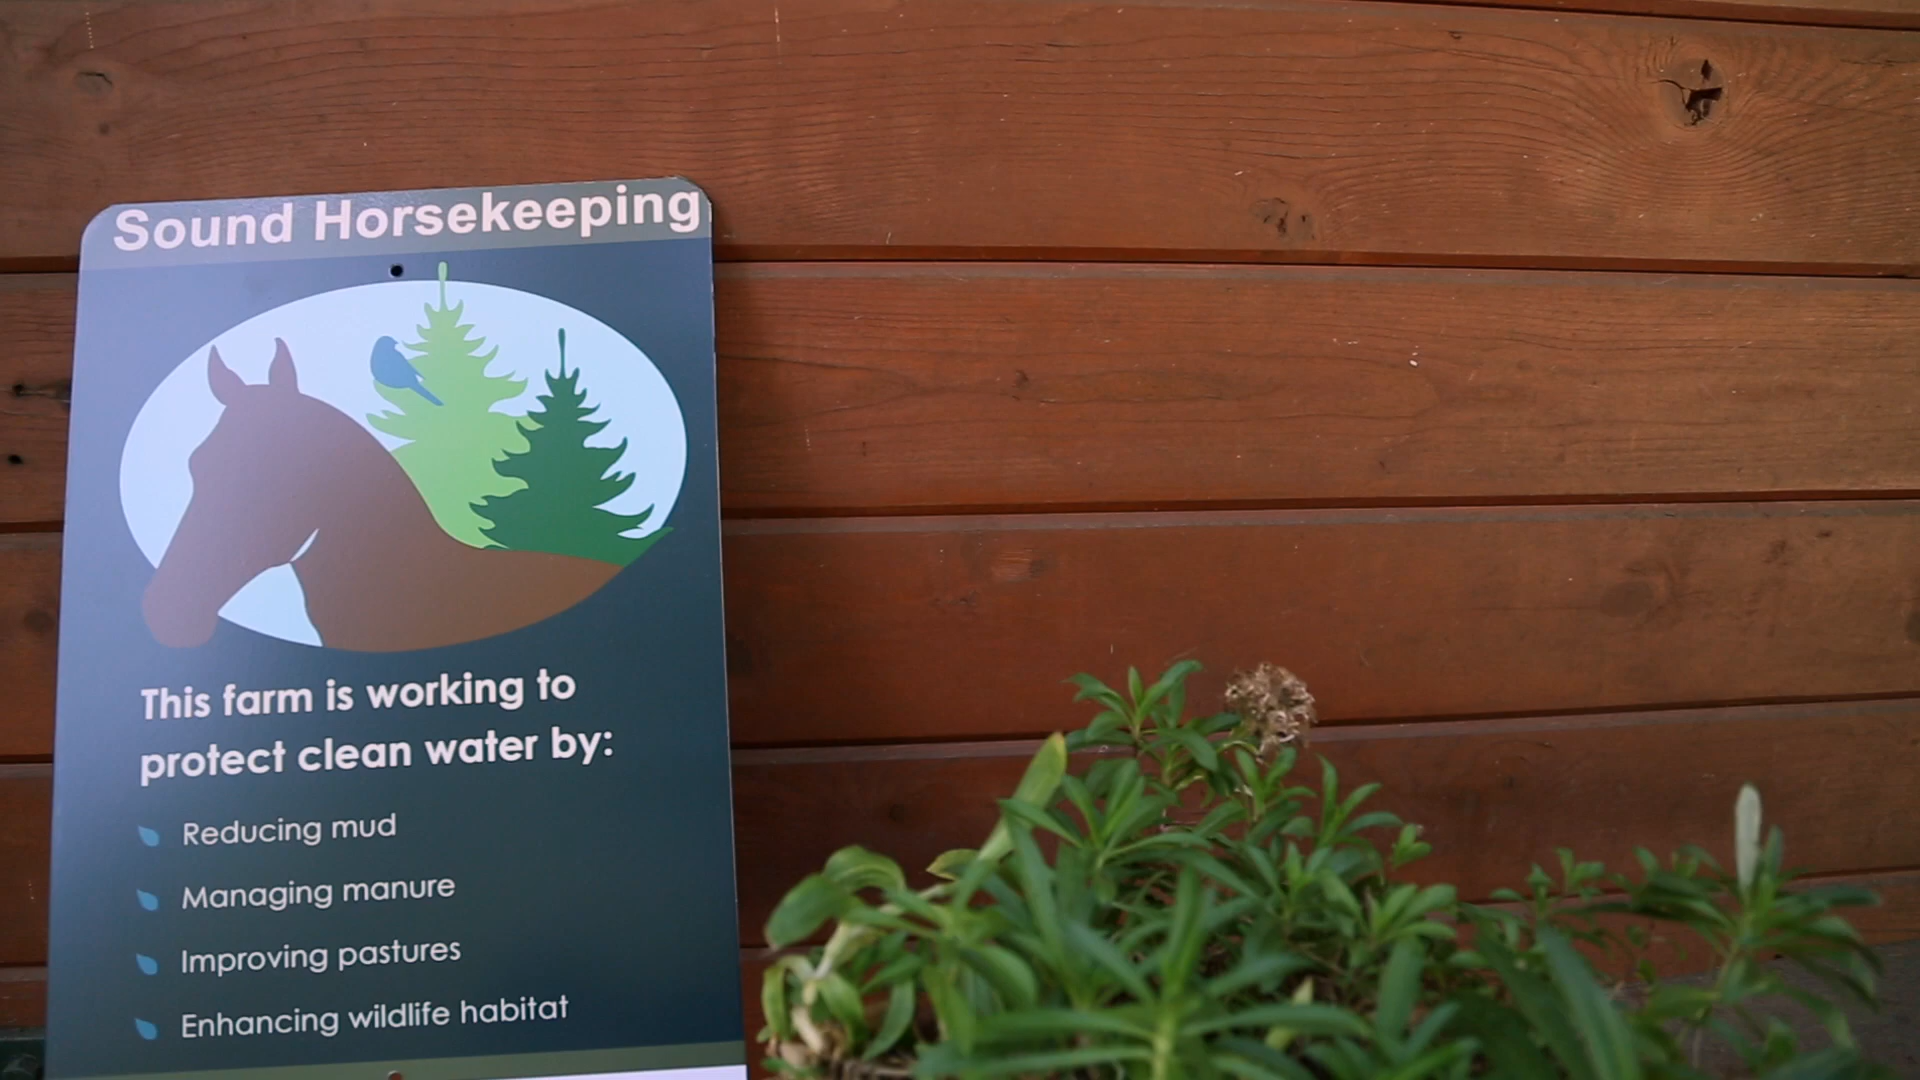 Sound Horsekeeping
This farm is working to
protect clean water by:
Reducing mud
Managing manure
Improving pastures
Enhancing wildlife habitat